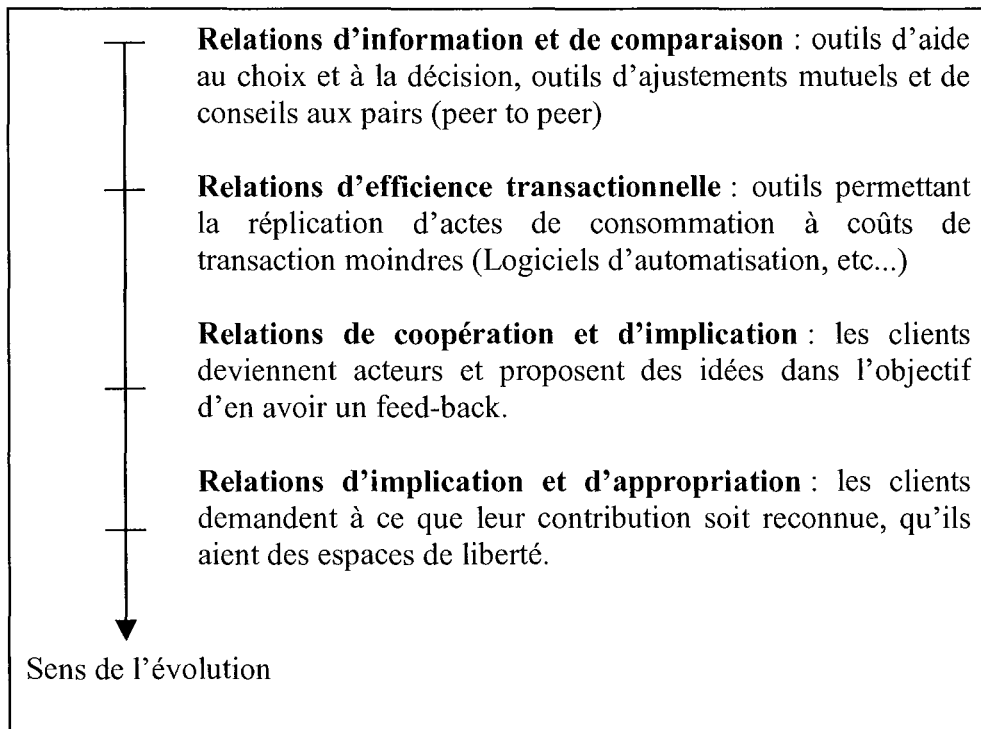 Relations d’information et de comparaison : outils d’aide
au choix et à la décision, outils d’ajustements mutuels et de
conseils aux pairs (peer to peer)
Relations d’efficience transactionnelle : outils permettant
la réplication d’actes de consommation à coûts de
transaction moindres (Logiciels d’automatisation, etc...)
Relations de coopération et d’implication : les clients
deviennent acteurs et proposent des idées dans l’objectif
d’en avoir un feed-back.
Relations d’implication et d’appropriation : les clients
demandent à ce que leur contribution soit reconnue, qu’ils
aient des espaces de liberté.
Sens de l’évolution